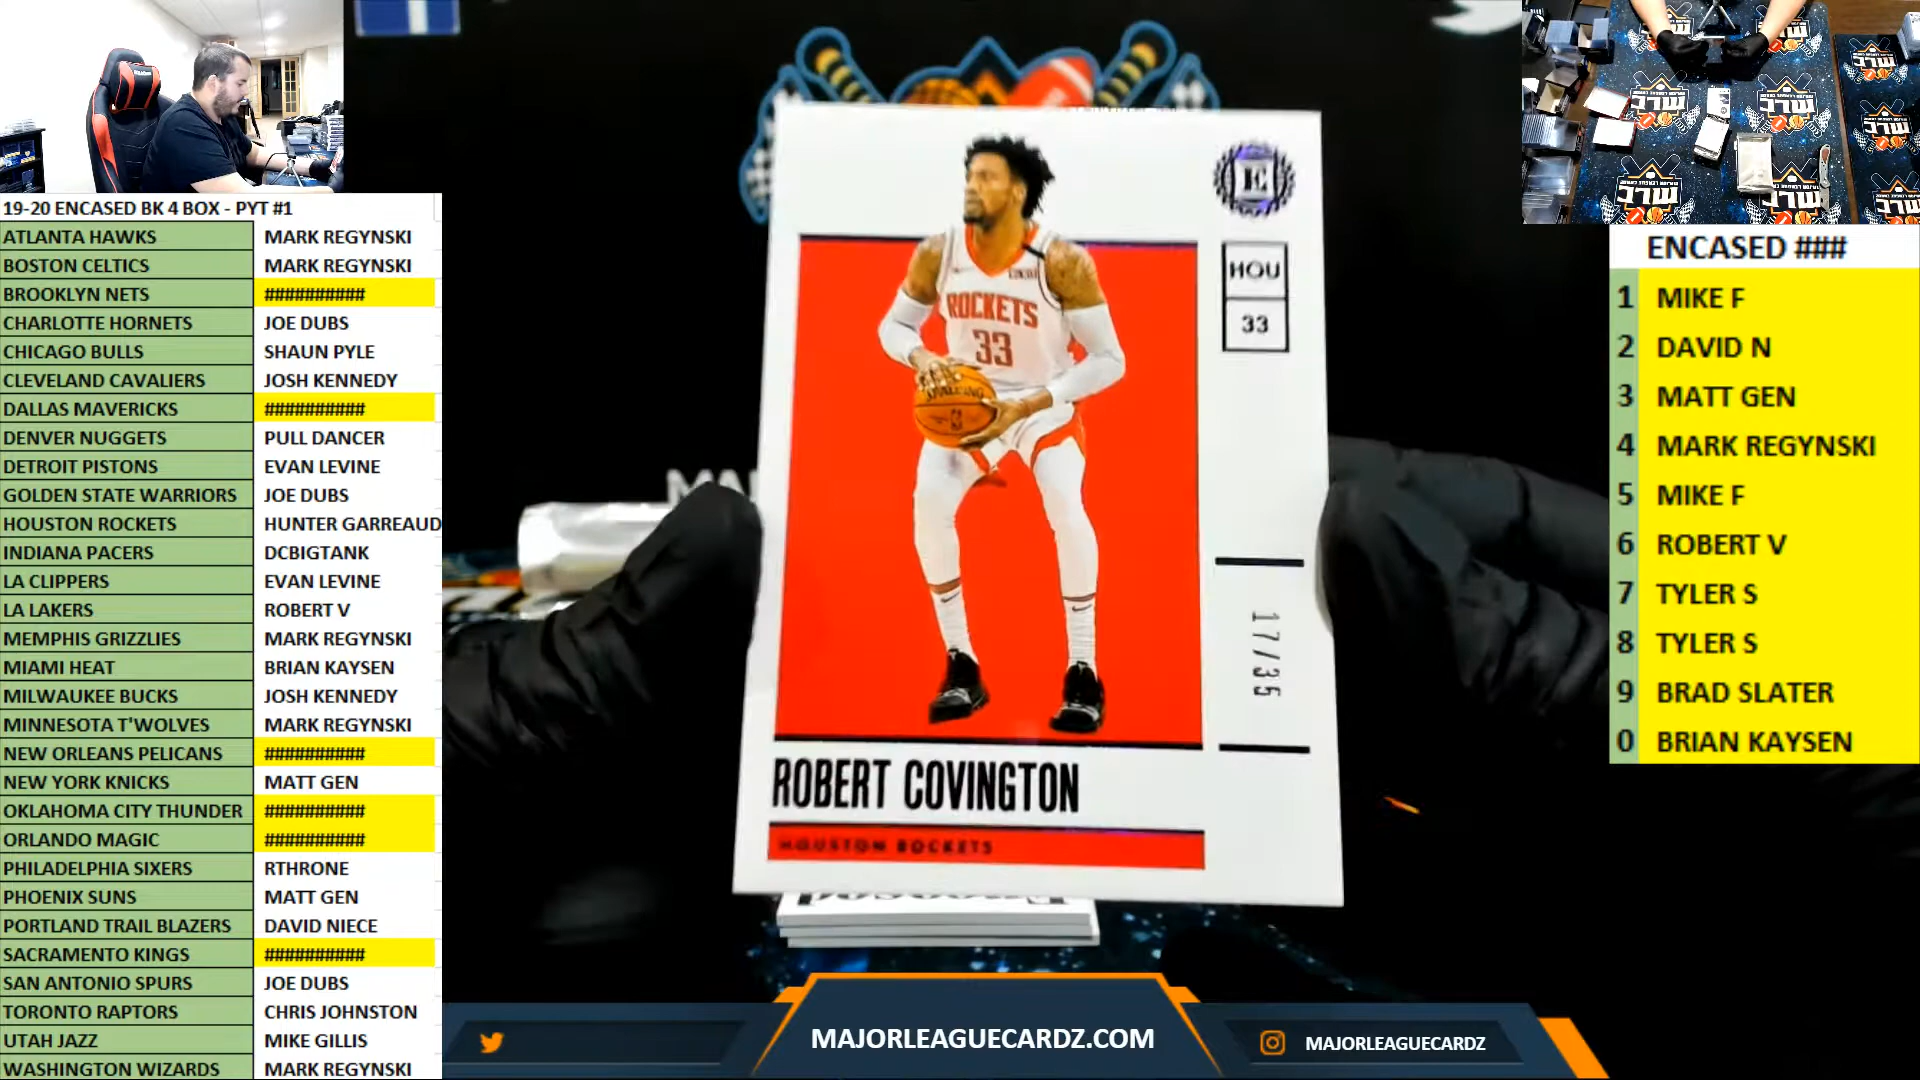 19-20 ENCASED BK 4 BOX - PYT #1
ATLANTA HAWKS MARK REGYNSKI
BOSTON CELTICS MARK REGYNSKI
BROOKLYN NETS ##########
CHARLOTTE HORNETS JOE DUBS
CHICAGO BULLS SHAUN PYLE
CLEVELAND CAVALIERS JOSH KENNEDY
DALLAS MAVERICKS ##########
DENVER NUGGETS PULL DANCER
DETROIT PISTONS EVAN LEVINE
GOLDEN STATE WARRIORS JOE DUBS
HOUSTON ROCKETS HUNTER GARREAUD
INDIANA PACERS DCBIGTANK
LA CLIPPERS EVAN LEVINE
LA LAKERS ROBERT V
MEMPHIS GRIZZLIES MARK REGYNSKI
MIAMI HEAT BRIAN KAYSEN
MILWAUKEE BUCKS JOSH KENNEDY
MINNESOTA T'WOLVES MARK REGYNSKI
NEW ORLEANS PELICANS ##########
NEW YORK KNICKS MATT GEN
OKLAHOMA CITY THUNDER ##########
ORLANDO MAGIC ##########
PHILADELPHIA SIXERS RTHRONE
PHOENIX SUNS MATT GEN
PORTLAND TRAIL BLAZERS DAVID NIECE
SACRAMENTO KINGS ##########
SAN ANTONIO SPURS JOE DUBS
TORONTO RAPTORS CHRIS JOHNSTON
UTAH JAZZ MIKE GILLIS
WASHINGTON WIZARDS MARK REGYNSKI
E
HOU
33
ROCKETS
33
SPALDING
17/35
ROBERT COVINGTON
HOUSTON ROCKETS
MAJORLEAGUECARDZ.COM
MAJORLEAGUECARDZ
ENCASED ###
1 MIKE F
2 DAVID N
3 MATT GEN
4 MARK REGYNSKI
5 MIKE F
6 ROBERT V
7 TYLER S
8 TYLER S
9 BRAD SLATER
0 BRIAN KAYSEN